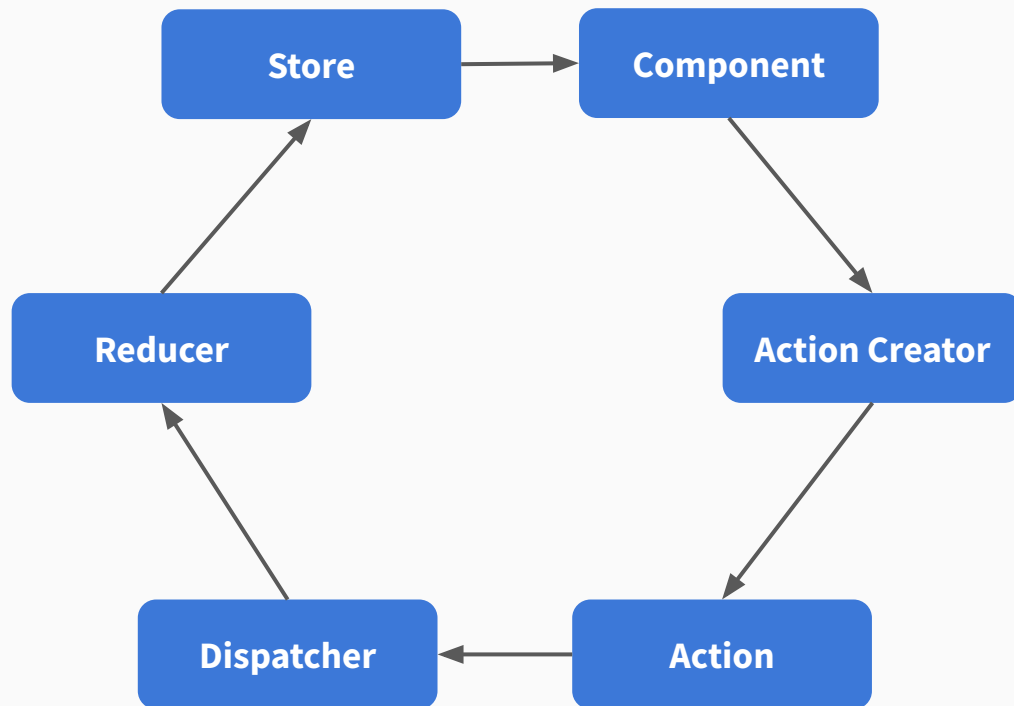 Store
Component
Reducer
Action Creator
Dispatcher
Action